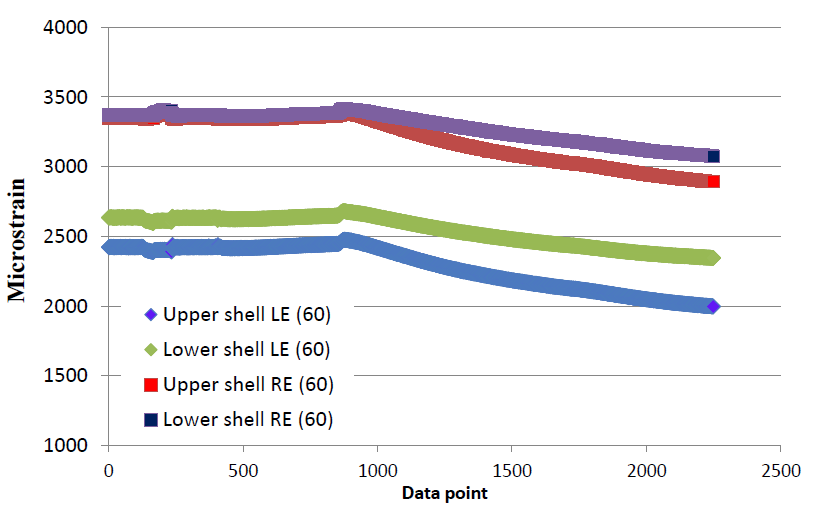 4000
3500
3000
2500
2000
1500
1000
Microstrain
Upper shell LE (60)
Lower shell LE (60)
Upper shell RE (60)
Lower shell RE (60)
0 500 1000 1500 2000 2500
Data point